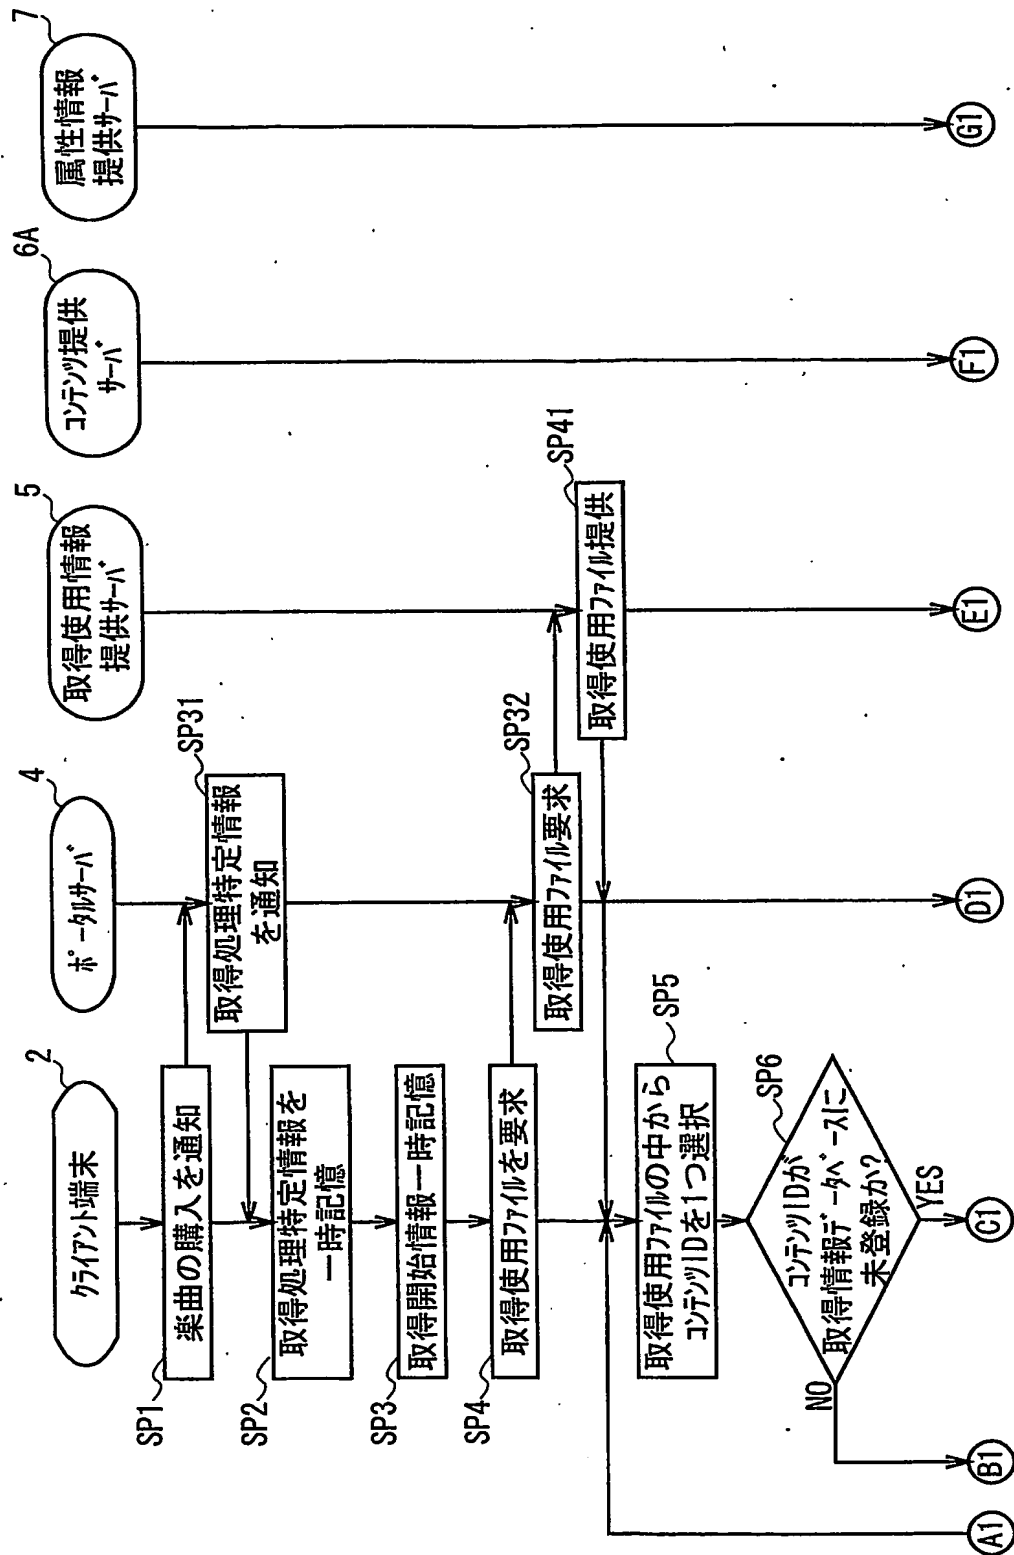 2
クライアント端末
4
ポータルサーバ
5
取得使用情報
提供サーバ
6A
コンテンツ提供
サーバ
7
属性情報
提供サーバ
SP1
楽曲の購入を通知
SP31
取得処理特定情報
を通知
SP2
取得処理特定情報を
一時記憶
SP3
取得開始情報一時記憶
SP4
取得使用ファイルを要求
SP32
取得使用ファイル要求
SP41
取得使用ファイル提供
SP5
取得使用ファイルの中から
コンテンツIDを1つ選択
SP6
コンテンツIDが
取得情報データベースに
未登録か?
NO
YES
A1
B1
C1
D1
E1
F1
G1